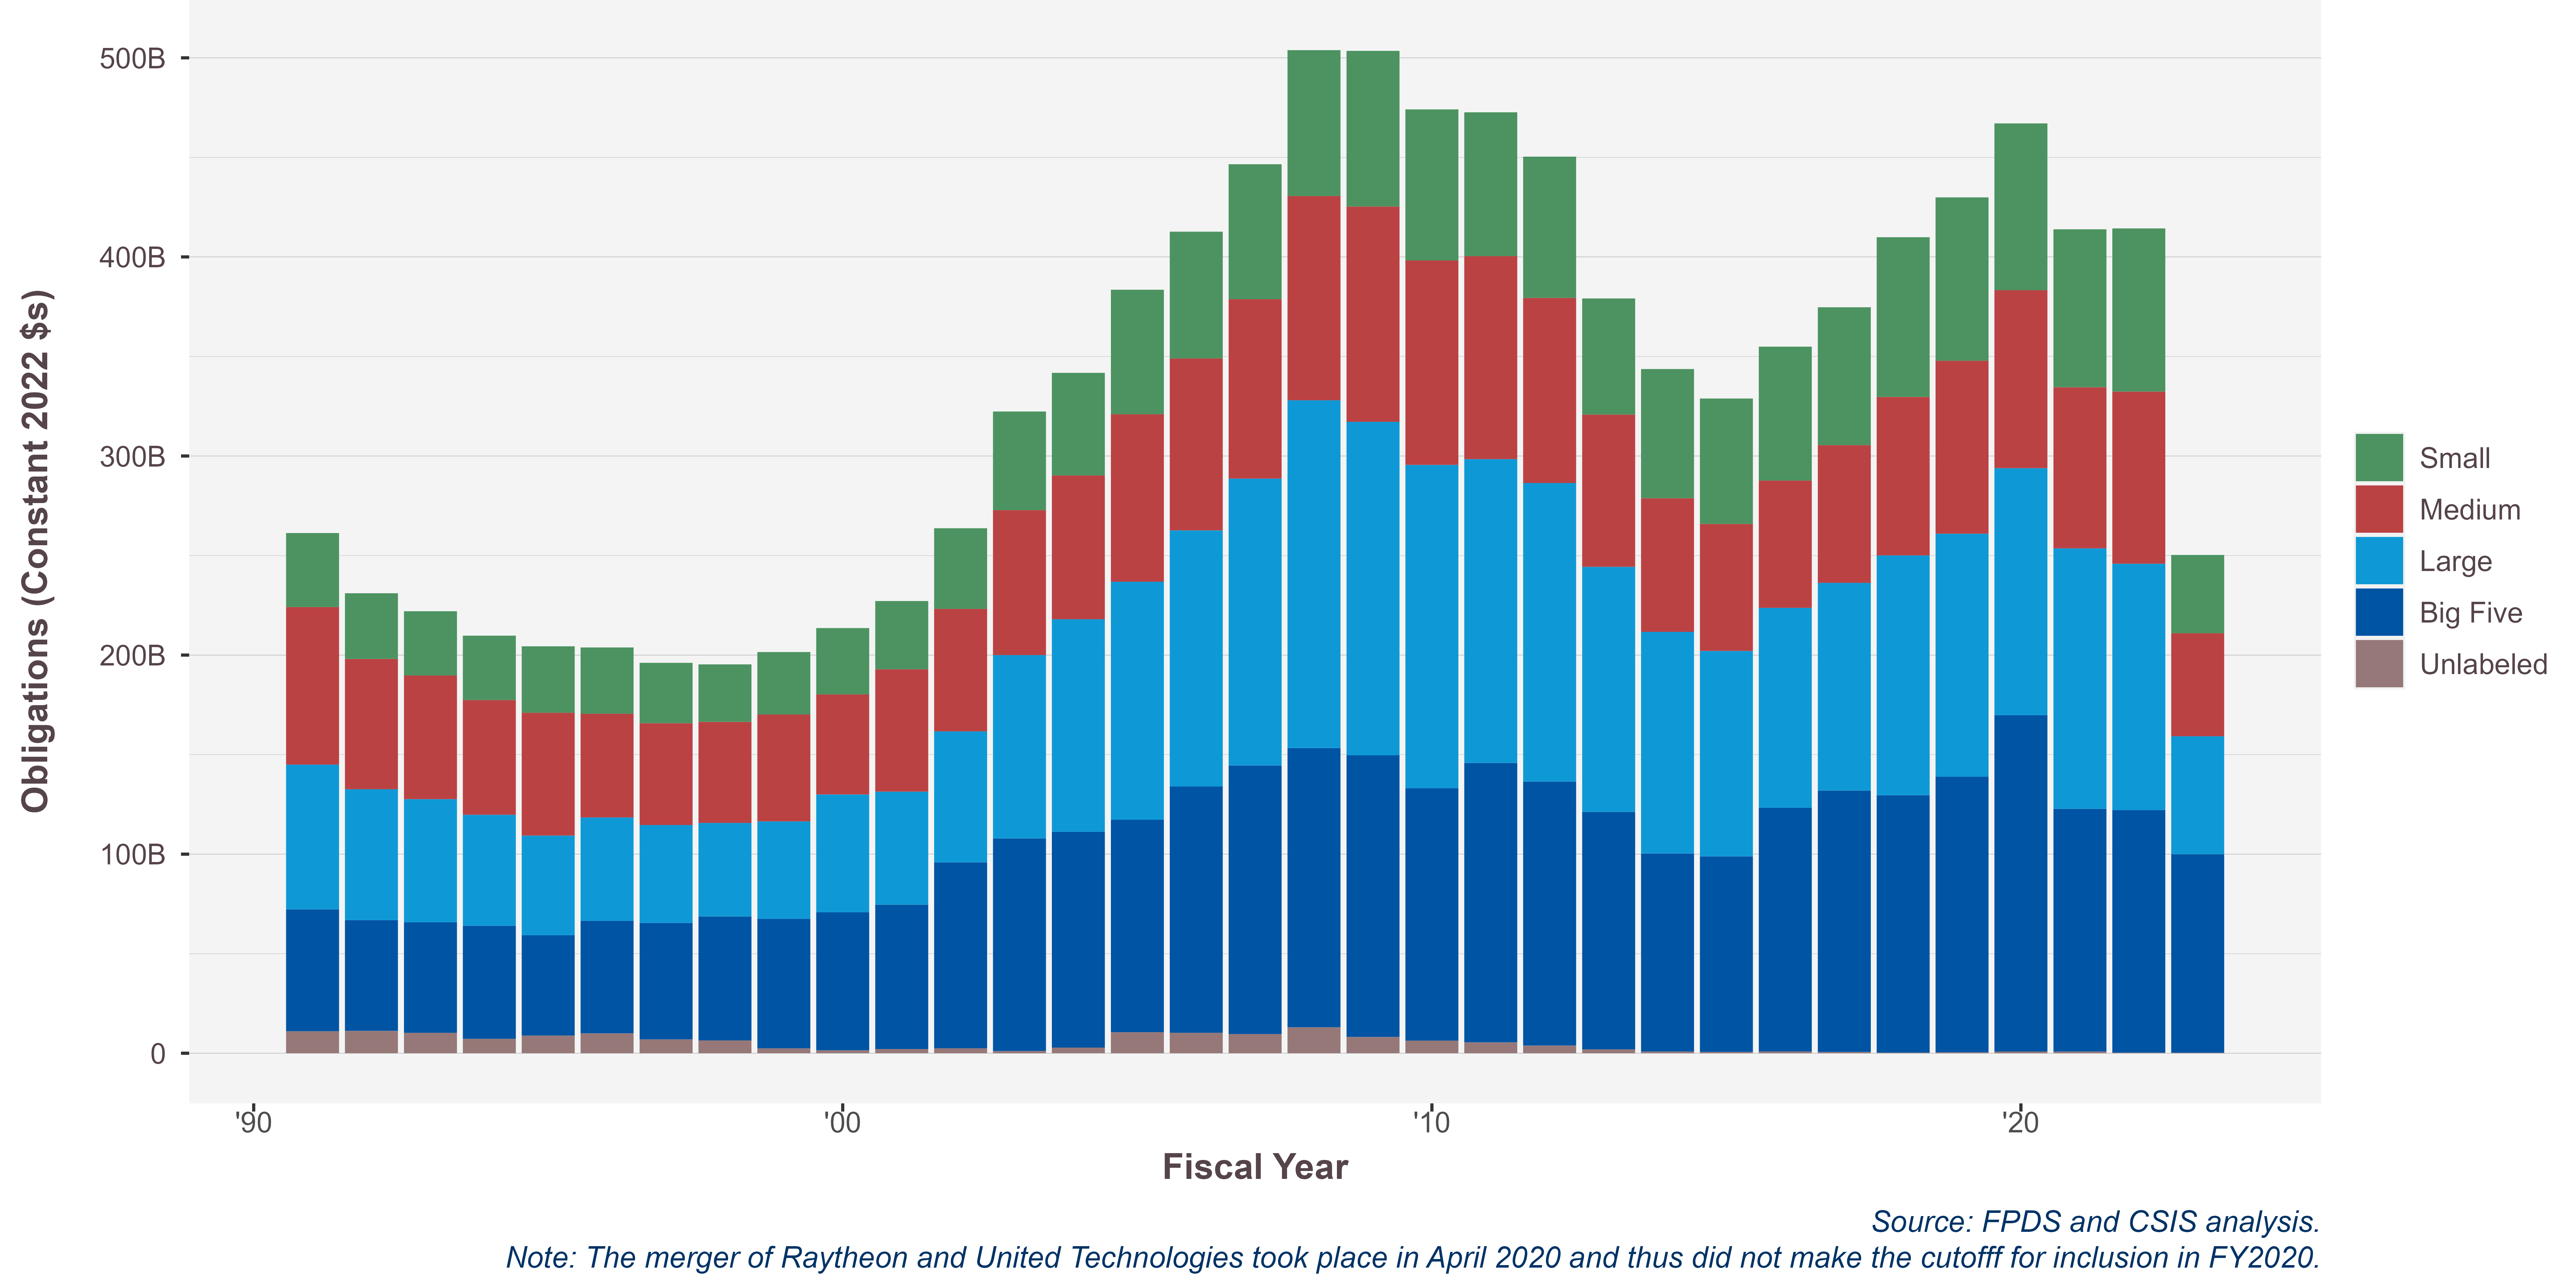 Obligations (Constant 2022 $s)
500B
400B
300B
200B
100B
0
'90
'00
'10
'20
Fiscal Year
Small
Medium
Large
Big Five
Unlabeled
Source: FPDS and CSIS analysis.
Note: The merger of Raytheon and United Technologies took place in April 2020 and thus did not make the cutofff for inclusion in FY2020.